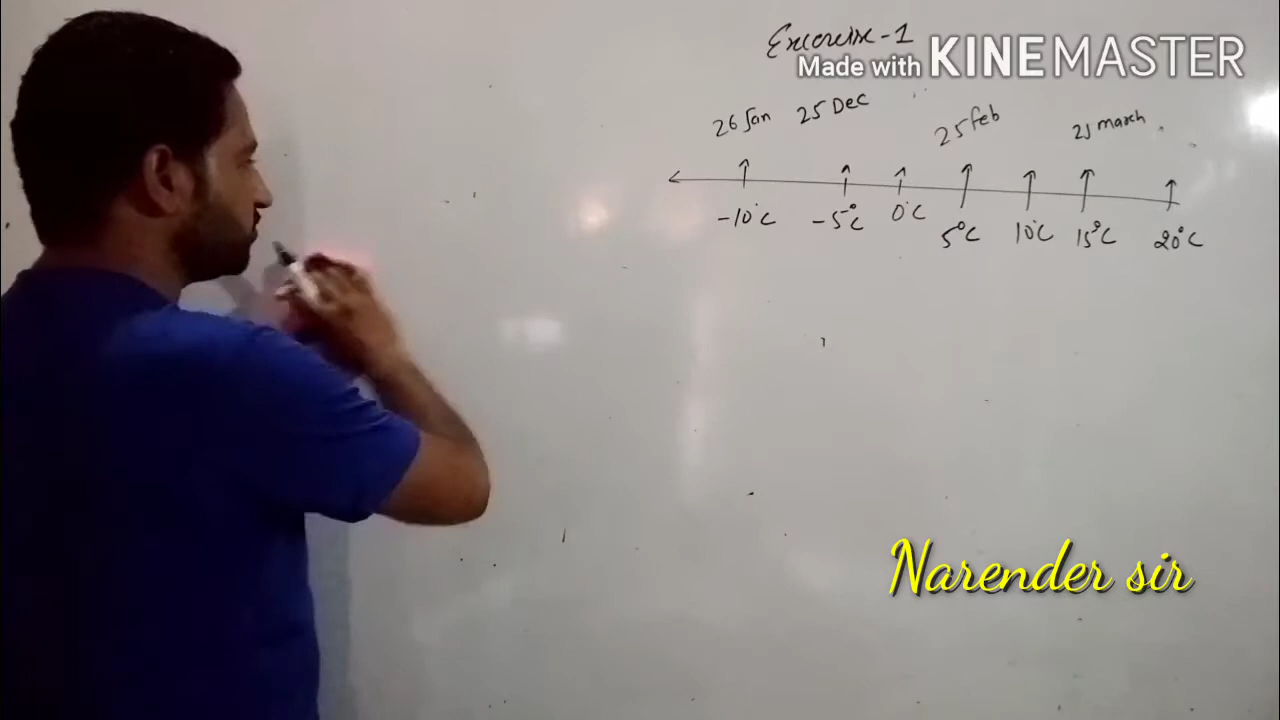 Exercise-1
Made with KINEMASTER
26 Jan 25 Dec 25 feb 21 march
-10°C -5°C 0°C 5°C 10°C 15°C 20°C
Narender sir